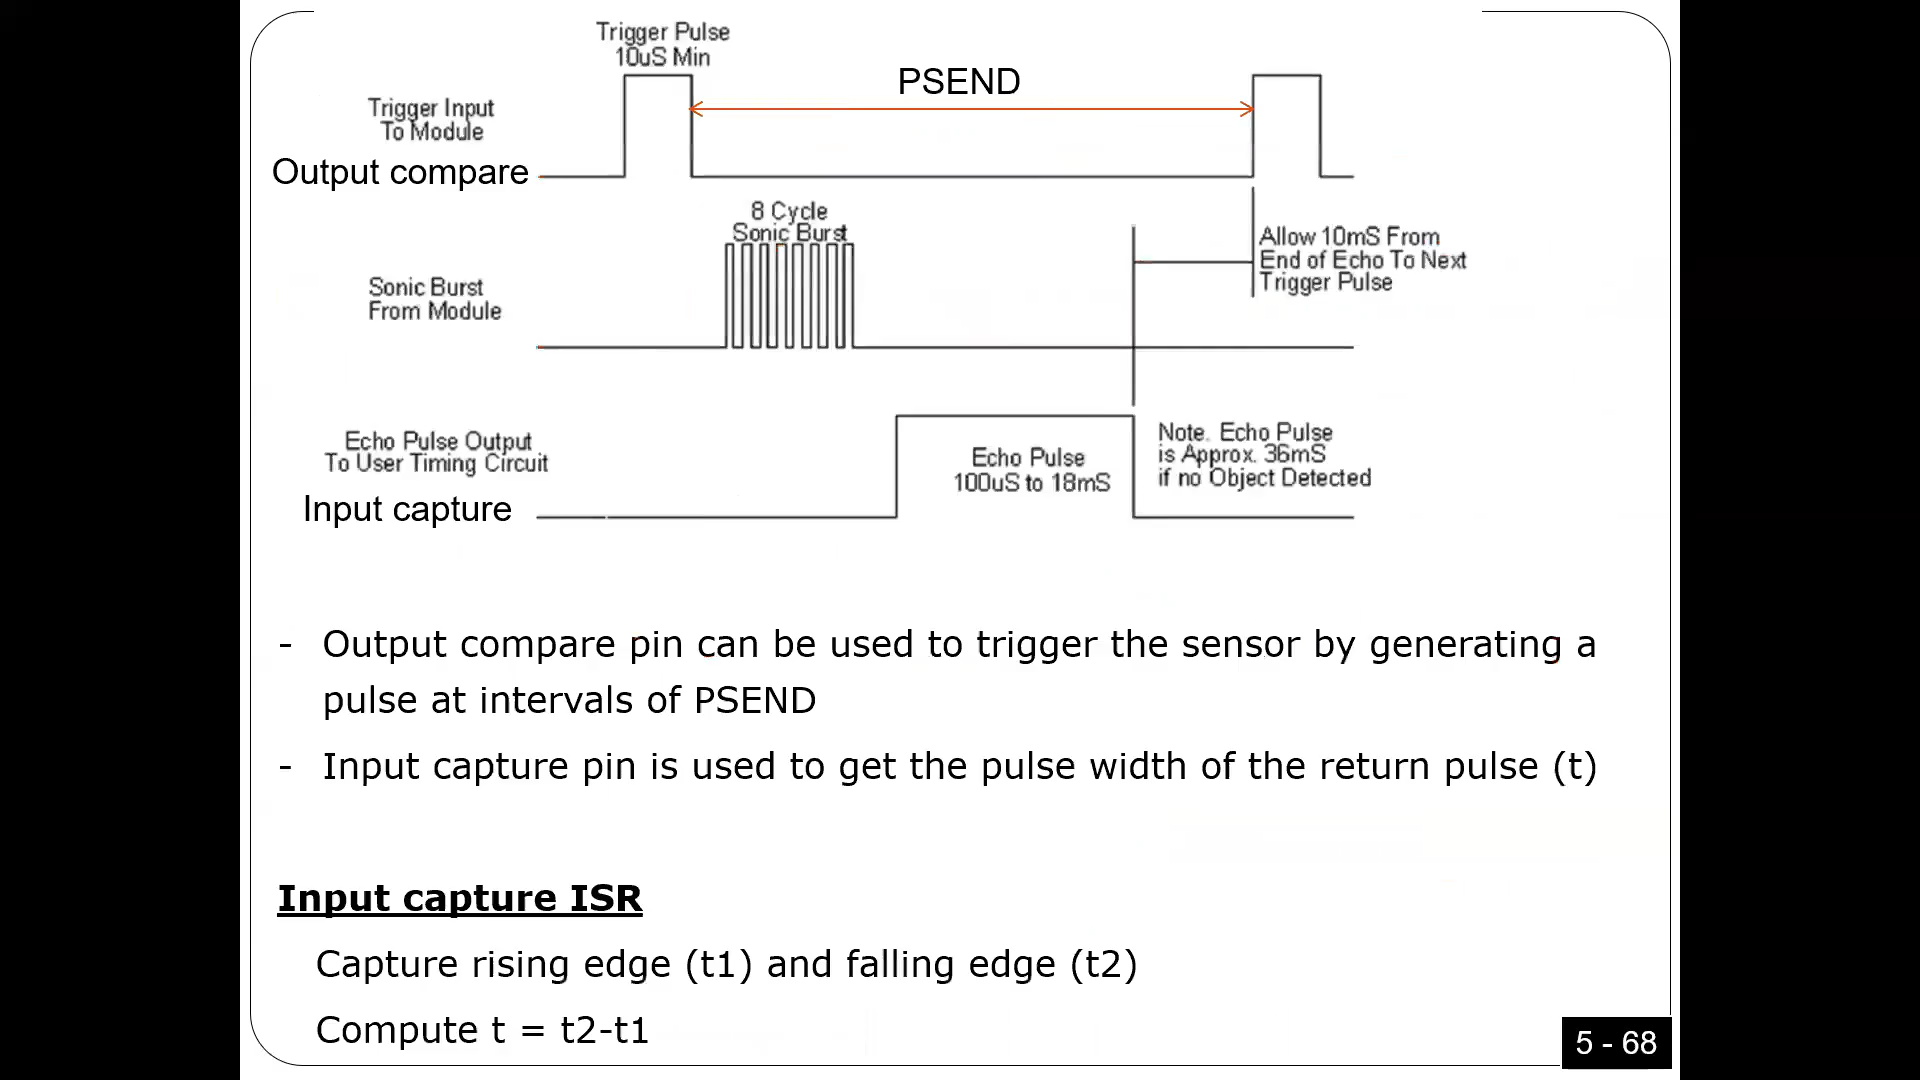 Trigger Pulse
10uS Min
PSEND
Trigger Input
To Module
Output compare
8 Cycle
Sonic Burst
Allow 10mS From
End of Echo To Next
Trigger Pulse
Sonic Burst
From Module
Echo Pulse Output
To User Timing Circuit
Input capture
Echo Pulse
100uS to 18mS
Note. Echo Pulse
is Approx. 36mS
if no Object Detected
- Output compare pin can be used to trigger the sensor by generating a
pulse at intervals of PSEND
- Input capture pin is used to get the pulse width of the return pulse (t)
Input capture ISR
Capture rising edge (t1) and falling edge (t2)
Compute t = t2-t1
5 - 68